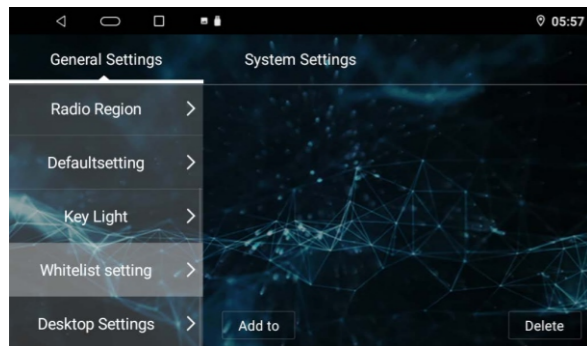 05:57
General Settings
System Settings
Radio Region
Defaultsetting
Key Light
Whitelist setting
Desktop Settings
Add to
Delete